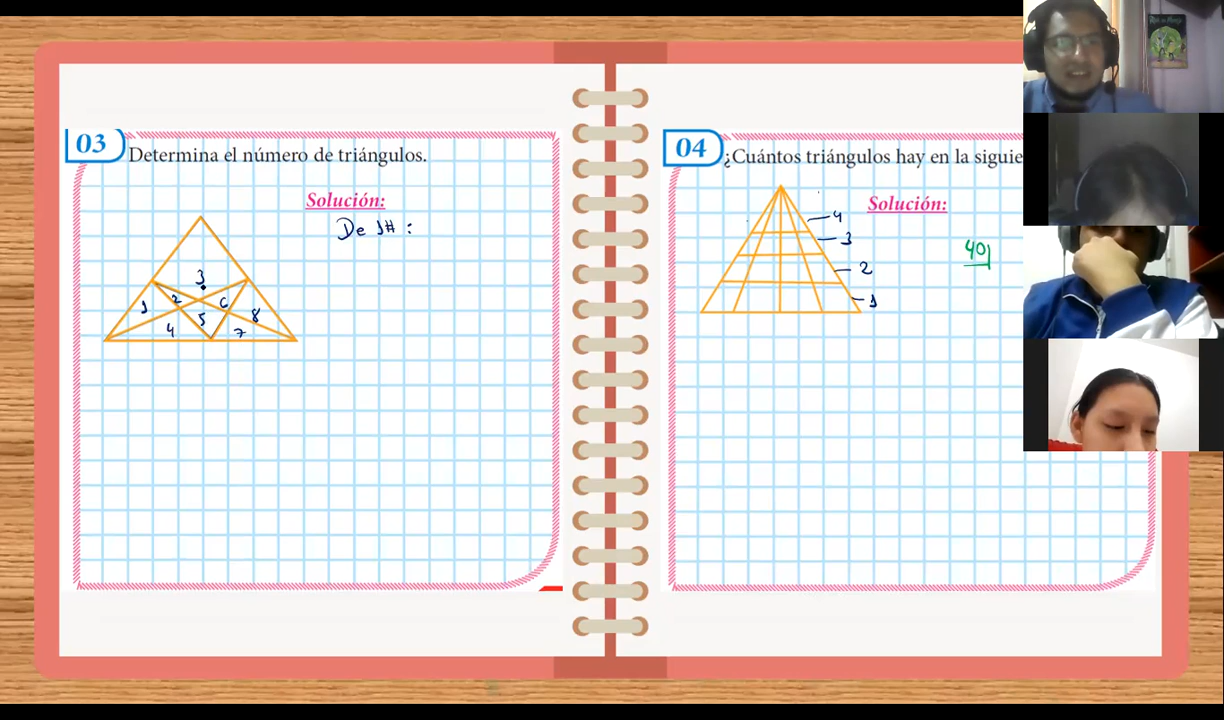 03
Determina el número de triángulos.
Solución:
De 1# :
3
1 2 6 8
4 5 7
04
¿Cuántos triángulos hay en la siguie
Solución:
4
3
2
1
40